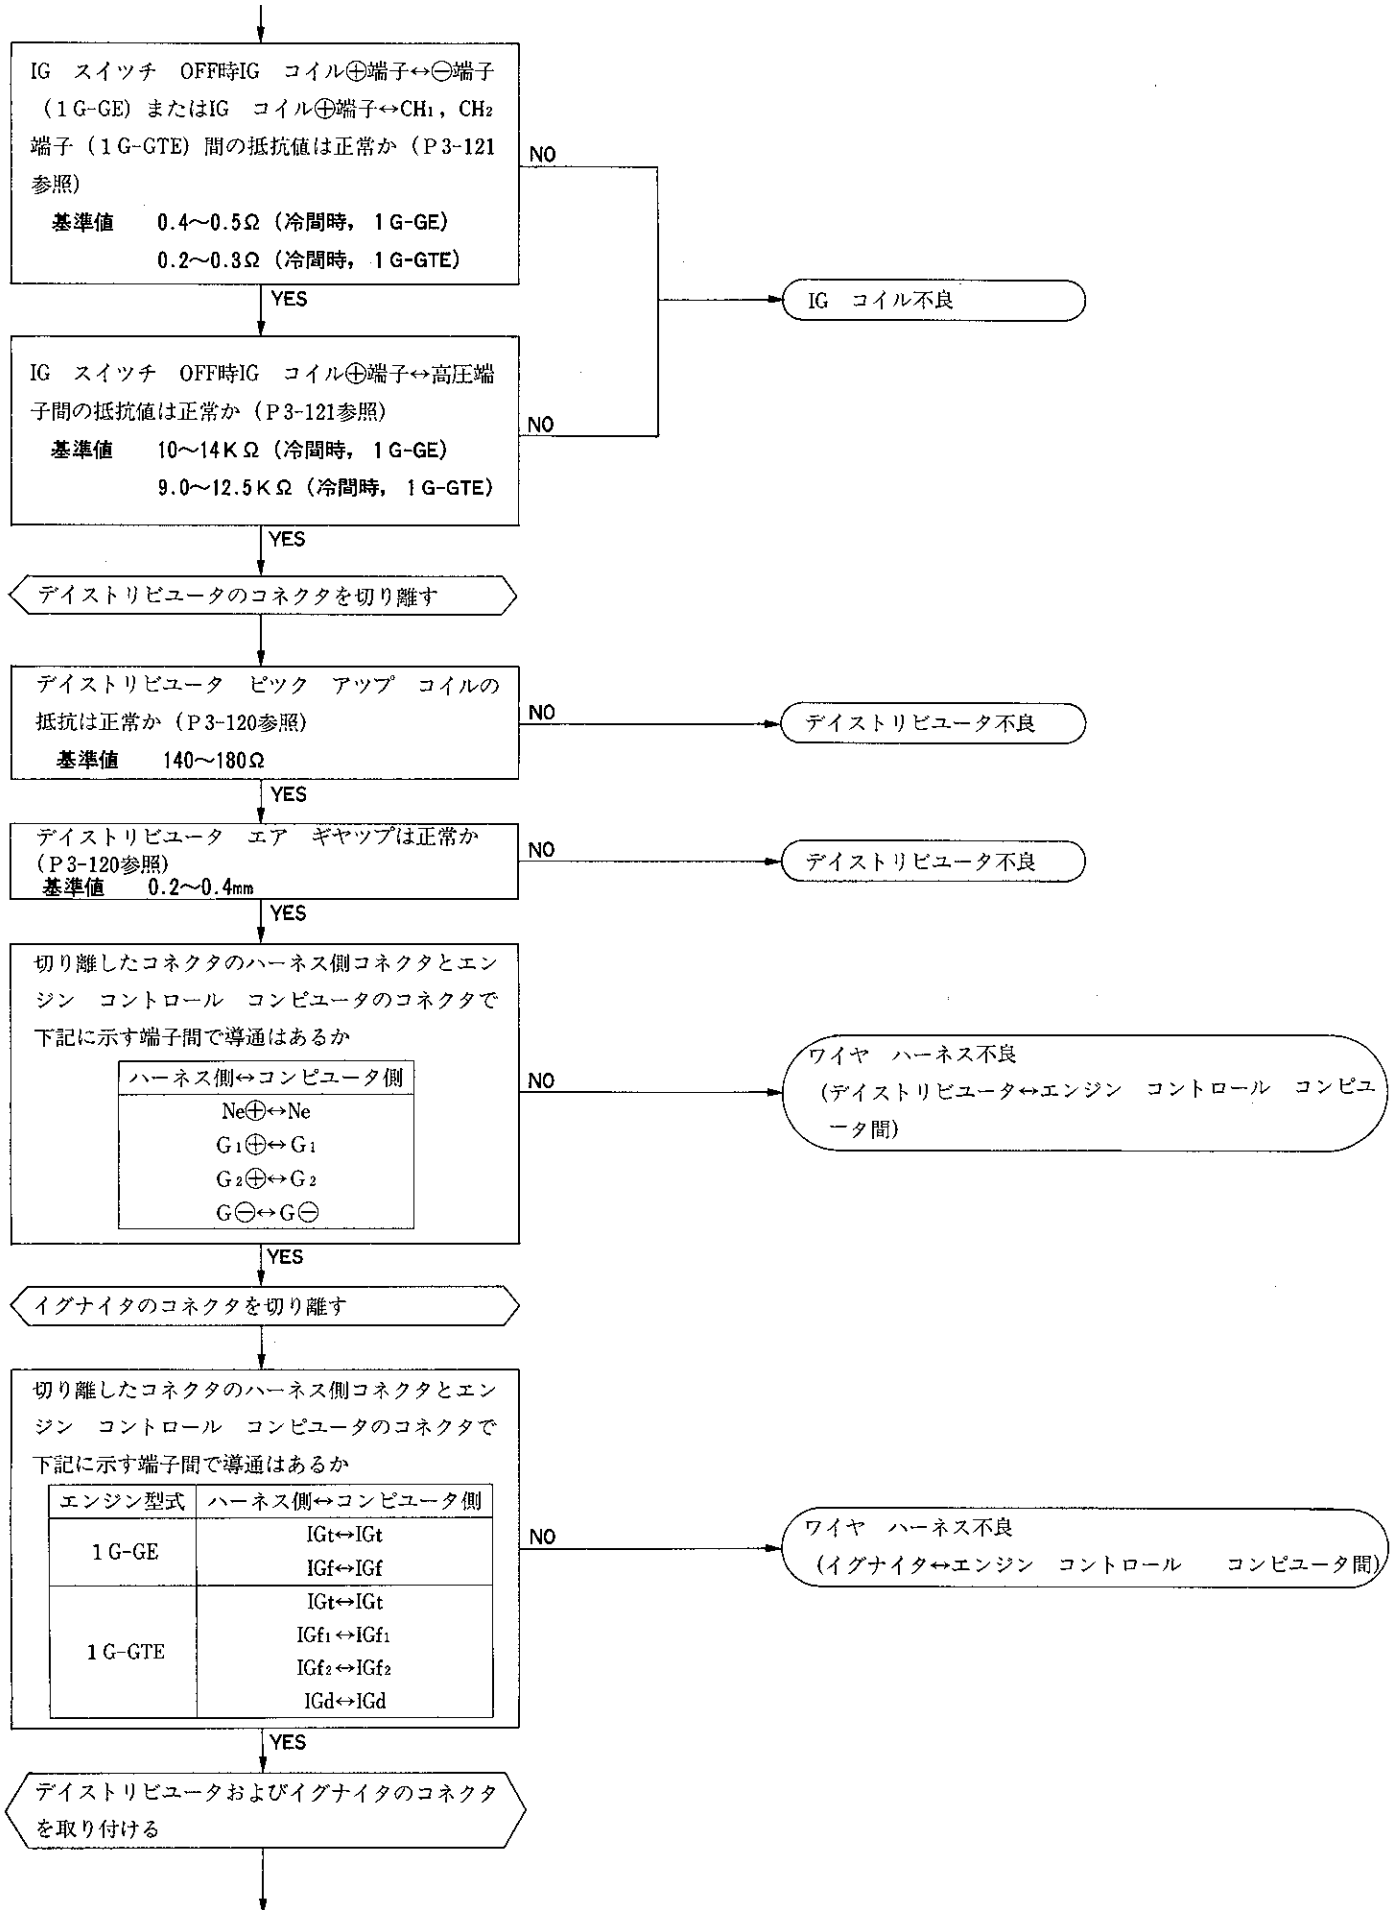 IG スイツチ OFF時IG コイル⊕端子↔⊖端子
(1G-GE) またはIG コイル⊕端子↔CH₁, CH₂
端子 (1G-GTE) 間の抵抗値は正常か (P3-121
参照)
基準値 0.4〜0.5Ω (冷間時, 1G-GE)
0.2〜0.3Ω (冷間時, 1G-GTE)
NO
YES
IG コイル不良
IG スイツチ OFF時IG コイル⊕端子↔高圧端
子間の抵抗値は正常か (P3-121参照)
基準値 10〜14KΩ (冷間時, 1G-GE)
9.0〜12.5KΩ (冷間時, 1G-GTE)
NO
YES
デイストリビユータのコネクタを切り離す
デイストリビユータ ピツク アツプ コイルの
抵抗は正常か (P3-120参照)
基準値 140〜180Ω
NO
デイストリビユータ不良
YES
デイストリビユータ エア ギヤツプは正常か
(P3-120参照)
基準値 0.2〜0.4mm
NO
デイストリビユータ不良
YES
切り離したコネクタのハーネス側コネクタとエン
ジン コントロール コンピユータのコネクタで
下記に示す端子間で導通はあるか
ハーネス側↔コンピユータ側
Ne⊕↔Ne
G₁⊕↔G₁
G₂⊕↔G₂
G⊖↔G⊖
NO
ワイヤ ハーネス不良
(デイストリビユータ↔エンジン コントロール コンピユ
ータ間)
YES
イグナイタのコネクタを切り離す
切り離したコネクタのハーネス側コネクタとエン
ジン コントロール コンピユータのコネクタで
下記に示す端子間で導通はあるか
エンジン型式 ハーネス側↔コンピユータ側
1G-GE
IGt↔IGt
IGf↔IGf
1G-GTE
IGt↔IGt
IGf₁↔IGf₁
IGf₂↔IGf₂
IGd↔IGd
NO
ワイヤ ハーネス不良
(イグナイタ↔エンジン コントロール コンピユータ間)
YES
デイストリビユータおよびイグナイタのコネクタ
を取り付ける